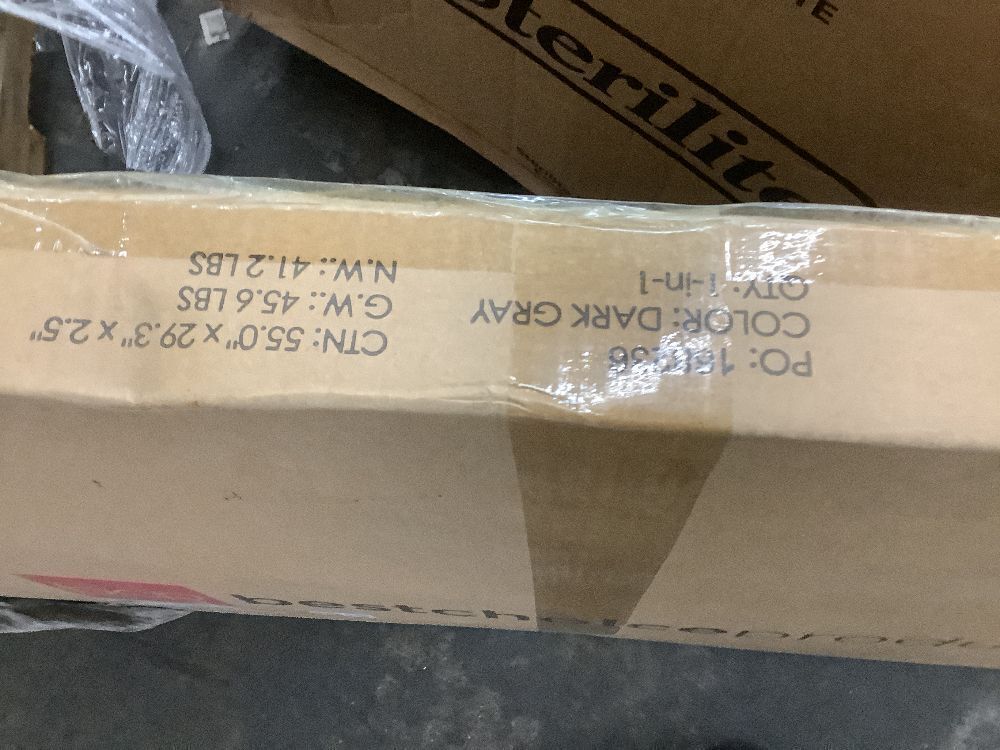 PO:
COLOR: DARK GRAY
QTY: 1-in-1
CTN: 55.0" x 29.3" x 2.5"
G.W.: 45.6 LBS
N.W.: 41.2 LBS
Sterilite